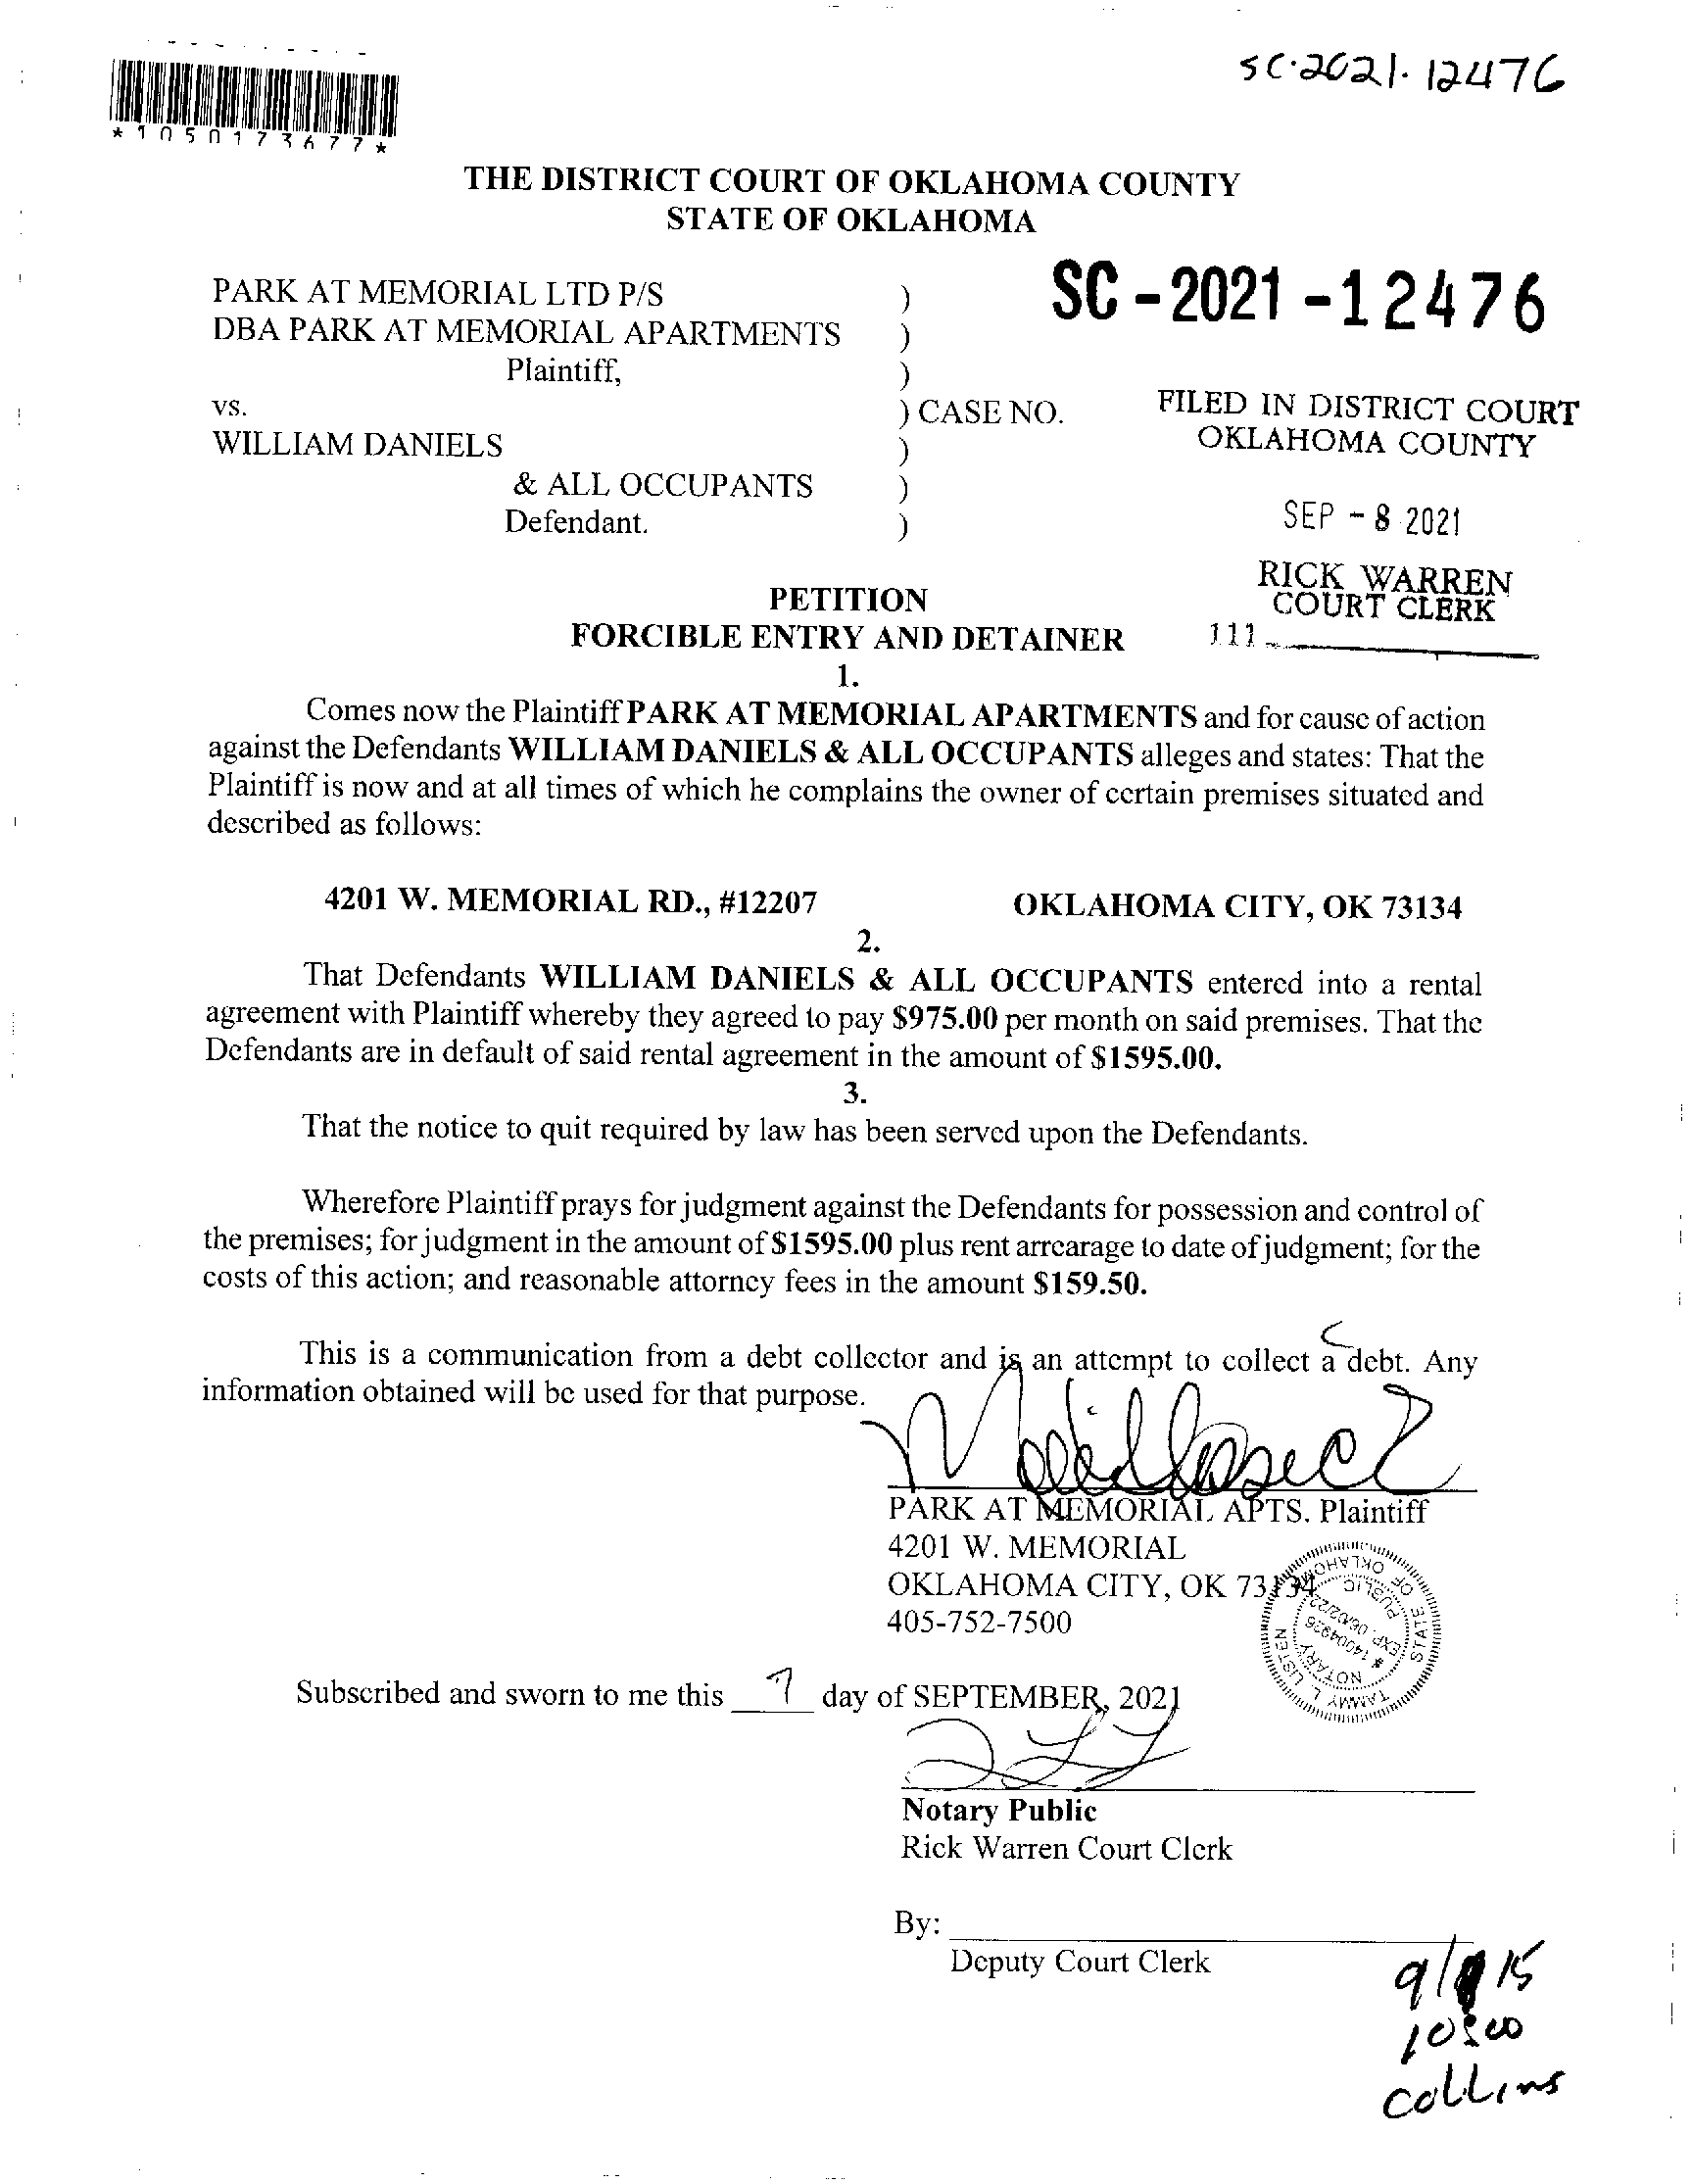 SC-2021-12476
*1050173677*
THE DISTRICT COURT OF OKLAHOMA COUNTY
STATE OF OKLAHOMA
PARK AT MEMORIAL LTD P/S )
DBA PARK AT MEMORIAL APARTMENTS )
Plaintiff, )
vs. ) CASE NO.
WILLIAM DANIELS )
& ALL OCCUPANTS )
Defendant. )
SC-2021-12476
FILED IN DISTRICT COURT
OKLAHOMA COUNTY
SEP - 8 2021
RICK WARREN
COURT CLERK
111
PETITION
FORCIBLE ENTRY AND DETAINER
1.
Comes now the Plaintiff PARK AT MEMORIAL APARTMENTS and for cause of action
against the Defendants WILLIAM DANIELS & ALL OCCUPANTS alleges and states: That the
Plaintiff is now and at all times of which he complains the owner of certain premises situated and
described as follows:
4201 W. MEMORIAL RD., #12207 OKLAHOMA CITY, OK 73134
2.
That Defendants WILLIAM DANIELS & ALL OCCUPANTS entered into a rental
agreement with Plaintiff whereby they agreed to pay $975.00 per month on said premises. That the
Defendants are in default of said rental agreement in the amount of $1595.00.
3.
That the notice to quit required by law has been served upon the Defendants.
Wherefore Plaintiff prays for judgment against the Defendants for possession and control of
the premises; for judgment in the amount of $1595.00 plus rent arrearage to date of judgment; for the
costs of this action; and reasonable attorney fees in the amount $159.50.
This is a communication from a debt collector and is an attempt to collect a debt. Any
information obtained will be used for that purpose.
PARK AT MEMORIAL APTS. Plaintiff
4201 W. MEMORIAL
OKLAHOMA CITY, OK 73134
405-752-7500
TAMMY L. LISTEN
NOTARY PUBLIC
# 14004936
EXP. 06/02/22
STATE OF OKLAHOMA
Subscribed and sworn to me this 7 day of SEPTEMBER, 2021
Notary Public
Rick Warren Court Clerk
By:
Deputy Court Clerk
9/15
10:00
Collins